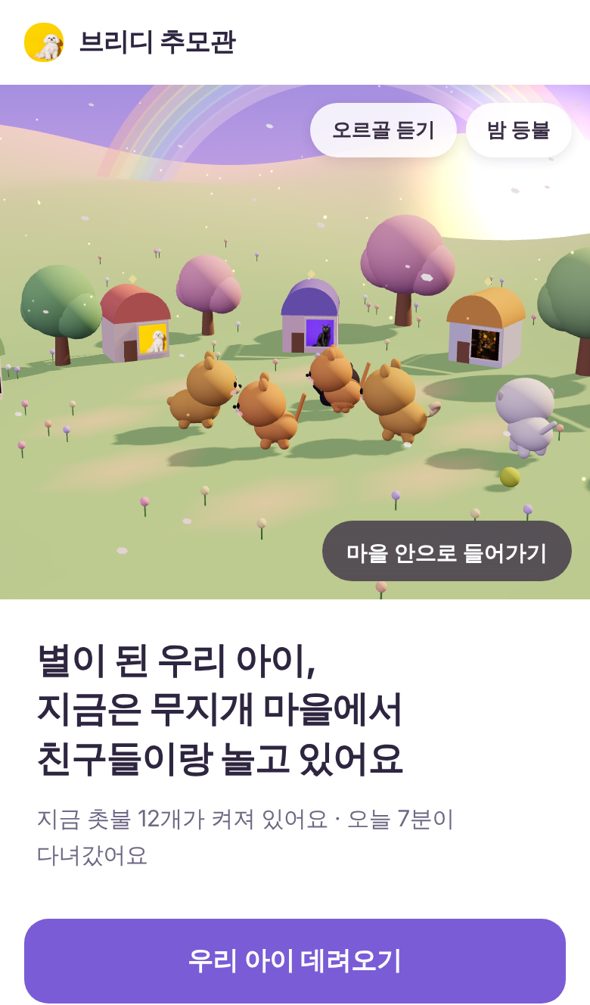 브리디 추모관
오르골 듣기
밤 등불
마을 안으로 들어가기
별이 된 우리 아이,
지금은 무지개 마을에서
친구들이랑 놀고 있어요
지금 촛불 12개가 켜져 있어요 · 오늘 7분이
다녀갔어요
우리 아이 데려오기